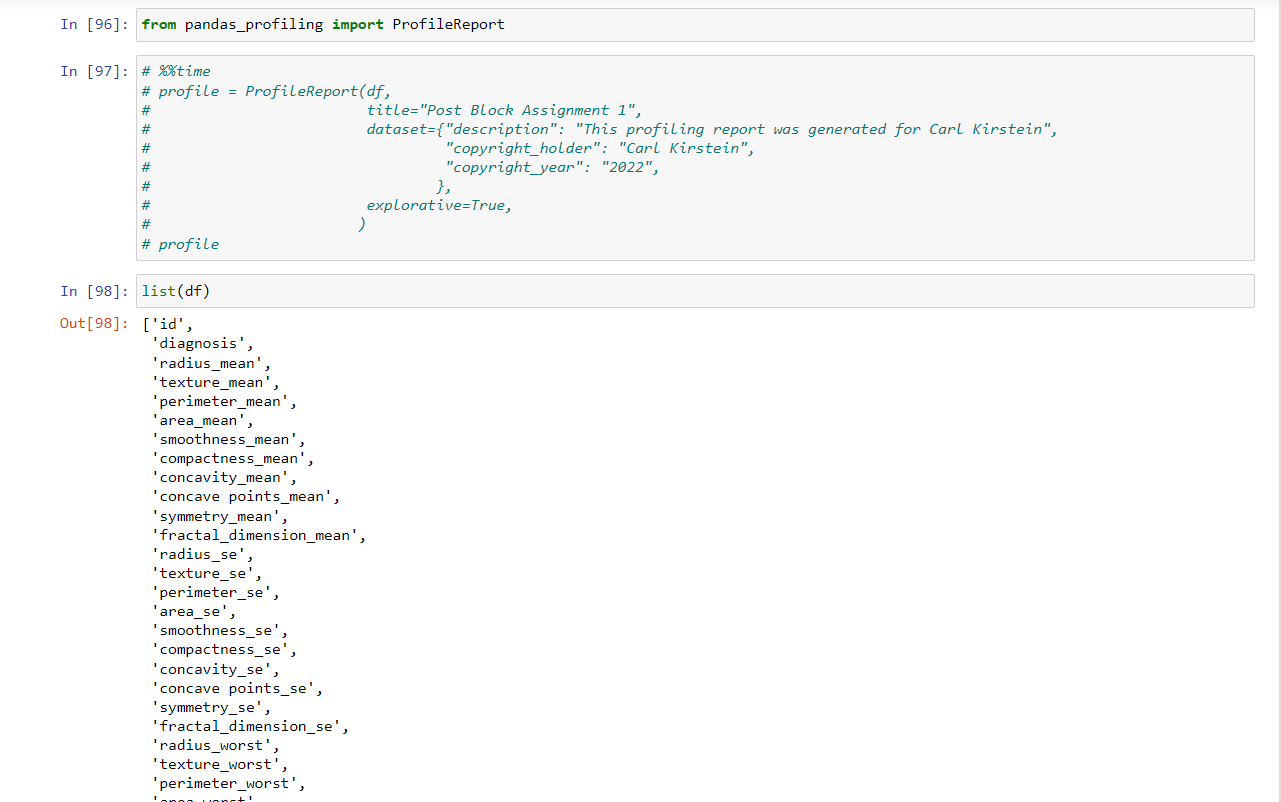 In [96]: from pandas_profiling import ProfileReport
In [97]: # %%time
# profile = ProfileReport(df,
# title="Post Block Assignment 1",
# dataset={"description": "This profiling report was generated for Carl Kirstein",
# "copyright_holder": "Carl Kirstein",
# "copyright_year": "2022",
# },
# explorative=True,
# )
# profile
In [98]: list(df)
Out[98]: ['id',
'diagnosis',
'radius_mean',
'texture_mean',
'perimeter_mean',
'area_mean',
'smoothness_mean',
'compactness_mean',
'concavity_mean',
'concave points_mean',
'symmetry_mean',
'fractal_dimension_mean',
'radius_se',
'texture_se',
'perimeter_se',
'area_se',
'smoothness_se',
'compactness_se',
'concavity_se',
'concave points_se',
'symmetry_se',
'fractal_dimension_se',
'radius_worst',
'texture_worst',
'perimeter_worst',
'area_worst'